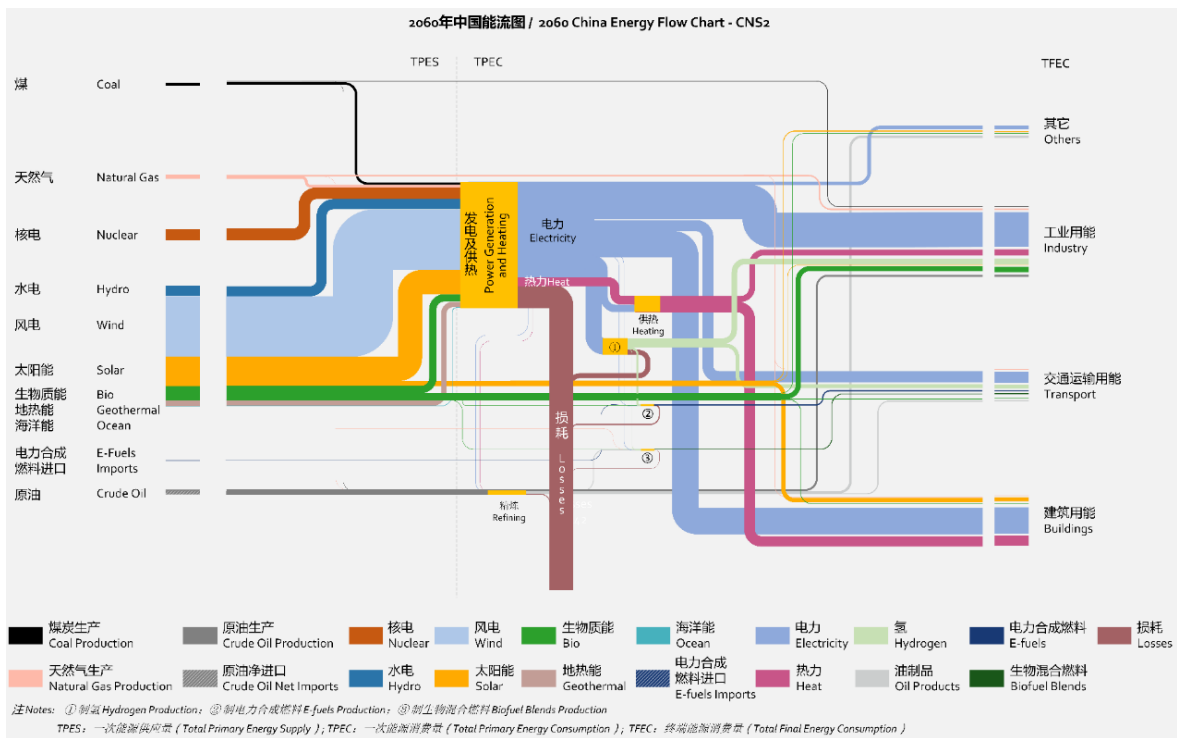 2060年中国能流图 / 2060 China Energy Flow Chart - CNS2
TPES TPEC TFEC
煤 Coal
天然气 Natural Gas
核电 Nuclear
水电 Hydro
风电 Wind
太阳能 Solar
生物质能 Bio
地热能 Geothermal
海洋能 Ocean
电力合成 E-Fuels
燃料进口 Imports
原油 Crude Oil
发电及供热
Power Generation
and Heating
电力
Electricity
热力Heat
供热
Heating
①
②
③
损耗 Losses
精炼
Refining
其它
Others
工业用能
Industry
交通运输用能
Transport
建筑用能
Buildings
煤炭生产
Coal Production
原油生产
Crude Oil Production
核电
Nuclear
风电
Wind
生物质能
Bio
海洋能
Ocean
电力
Electricity
氢
Hydrogen
电力合成燃料
E-fuels
损耗
Losses
天然气生产
Natural Gas Production
原油净进口
Crude Oil Net Imports
水电
Hydro
太阳能
Solar
地热能
Geothermal
电力合成
燃料进口
E-fuels Imports
热力
Heat
油制品
Oil Products
生物混合燃料
Biofuel Blends
注 Notes: ①制氢 Hydrogen Production; ②制电力合成燃料 E-fuels Production; ③制生物混合燃料 Biofuel Blends Production
TPES：一次能源供应量 ( Total Primary Energy Supply ) ; TPEC：一次能源消费量 ( Total Primary Energy Consumption ) ; TFEC：终端能源消费量 ( Total Final Energy Consumption )